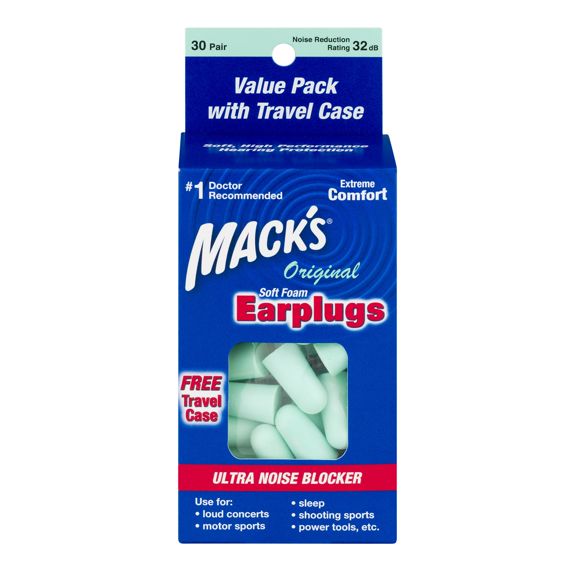 30 Pair
Noise Reduction
Rating 32 dB
Value Pack
with Travel Case
Soft, High Performance
Hearing Protection
#1 Doctor
Recommended
Extreme
Comfort
MACK'S®
Original
Soft Foam
Earplugs
FREE
Travel
Case
ULTRA NOISE BLOCKER
Use for:
• loud concerts
• motor sports
• sleep
• shooting sports
• power tools, etc.